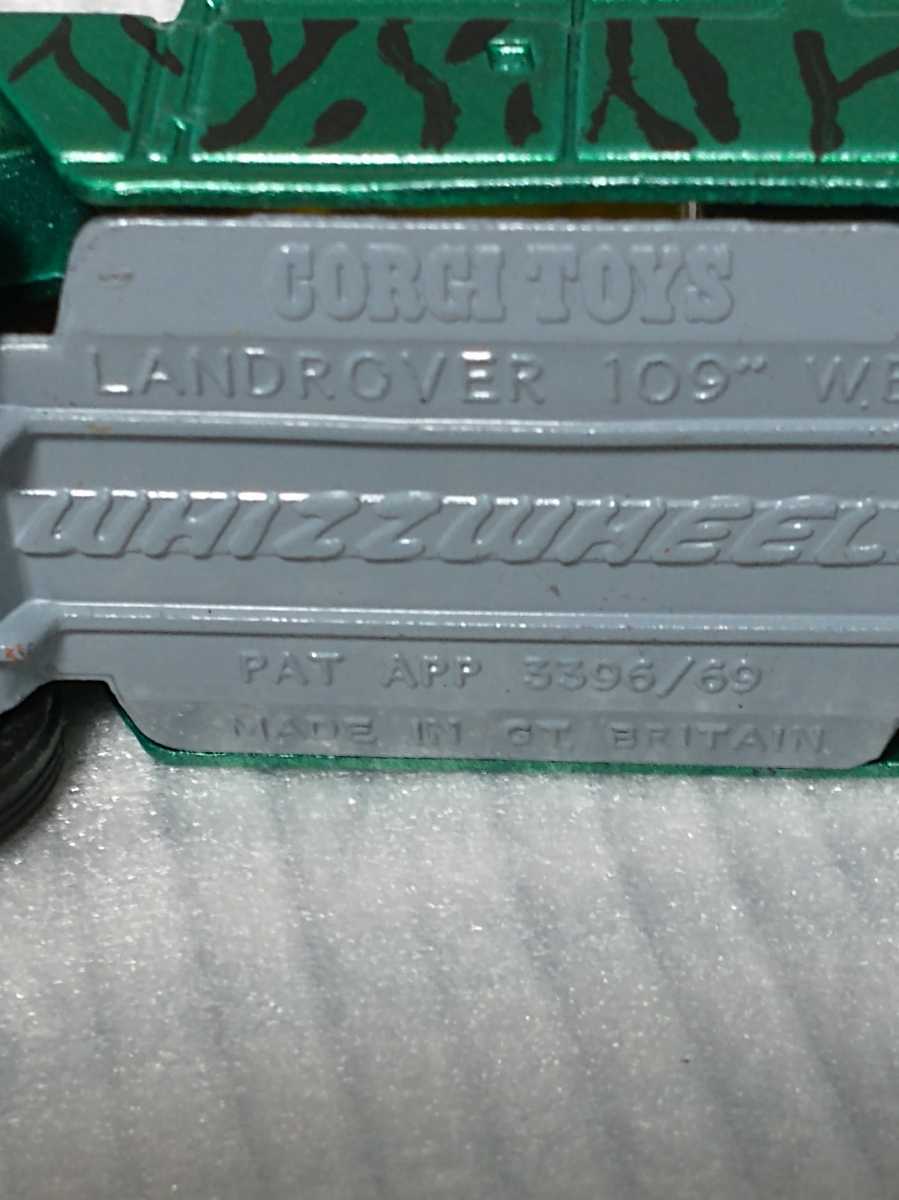 CORGI TOYS
LANDROVER 109" W.B
WHIZZWHEEL
PAT APP 3396/69
MADE IN GT. BRITAIN